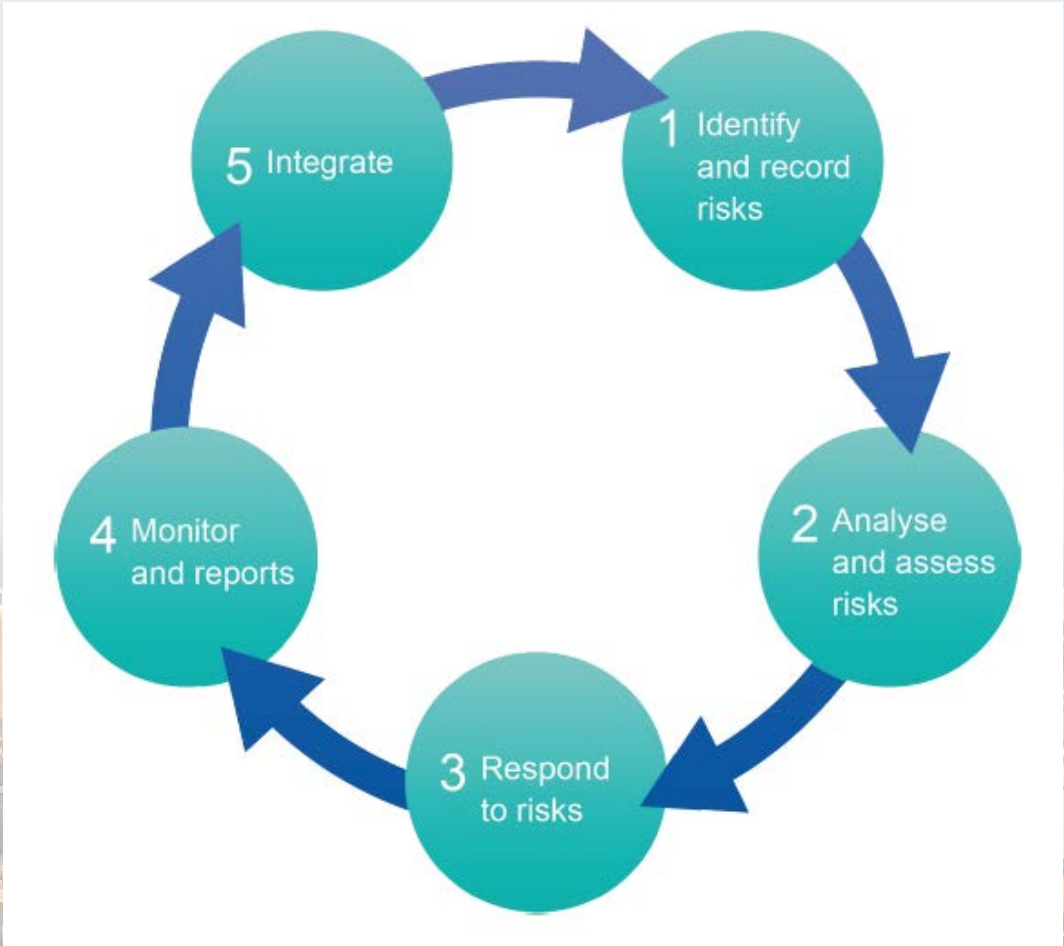 1 Identify
and record
risks
2 Analyse
and assess
risks
3 Respond
to risks
4 Monitor
and reports
5 Integrate